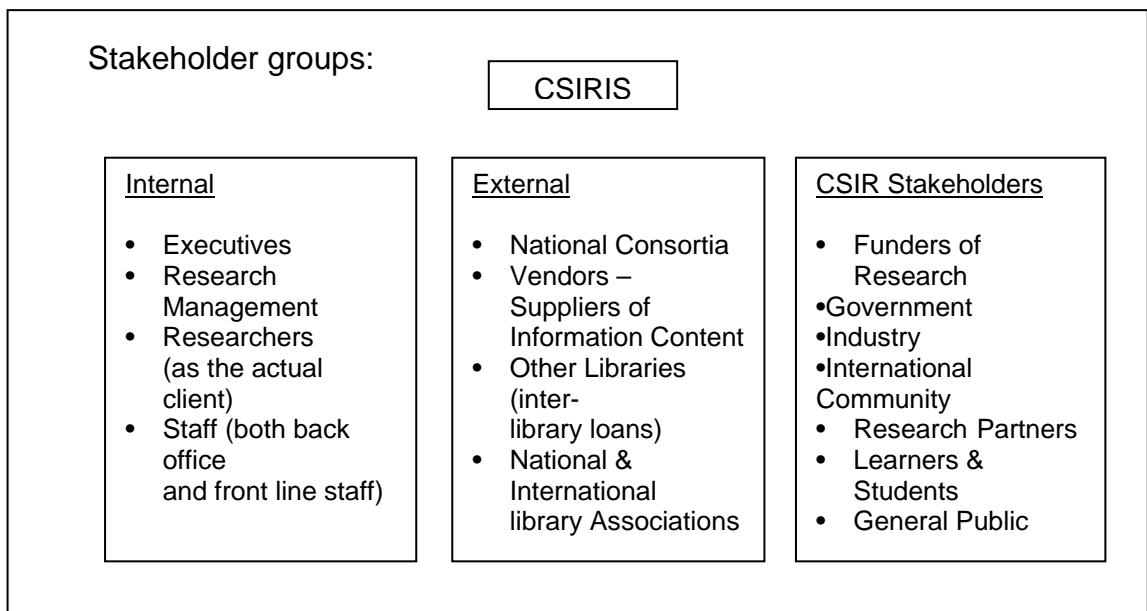 Stakeholder groups:
CSIRIS
Internal
• Executives
• Research
Management
• Researchers
(as the actual
client)
• Staff (both back
office
and front line staff)
External
• National Consortia
• Vendors –
Suppliers of
Information Content
• Other Libraries
(inter-
library loans)
• National &
International
library Associations
CSIR Stakeholders
• Funders of
Research
•Government
•Industry
•International
Community
• Research Partners
• Learners &
Students
• General Public